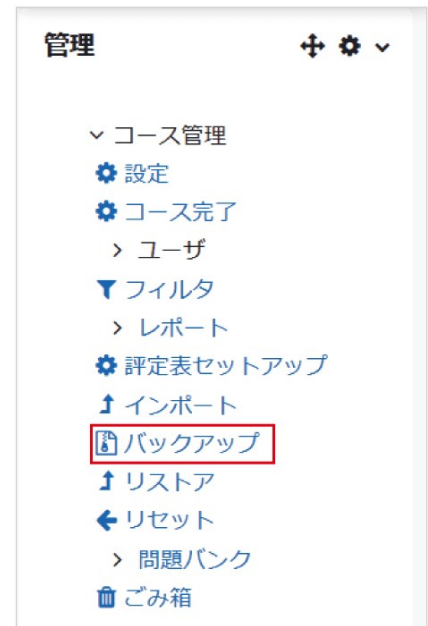 管理
コース管理
設定
コース完了
ユーザ
フィルタ
レポート
評定表セットアップ
インポート
バックアップ
リストア
リセット
問題バンク
ごみ箱